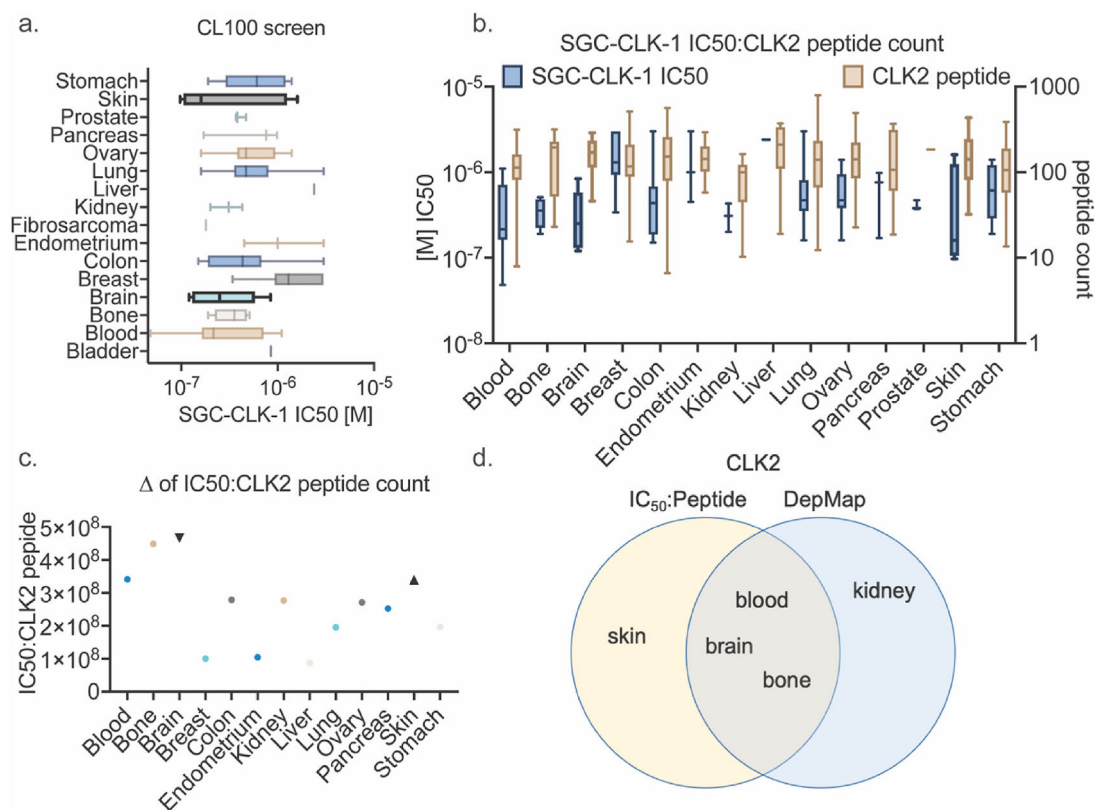 a.
CL100 screen
Stomach
Skin
Prostate
Pancreas
Ovary
Lung
Liver
Kidney
Fibrosarcoma
Endometrium
Colon
Breast
Brain
Bone
Blood
Bladder
10-7 10-6 10-5
SGC-CLK-1 IC50 [M]
b.
SGC-CLK-1 IC50:CLK2 peptide count
SGC-CLK-1 IC50 CLK2 peptide
10-5
10-6
10-7
10-8
[M] IC50
1000
100
10
1
peptide count
Blood
Bone
Brain
Breast
Colon
Endometrium
Kidney
Liver
Lung
Ovary
Pancreas
Prostate
Skin
Stomach
c.
Δ of IC50:CLK2 peptide count
IC50:CLK2 pepide
5×108
4×108
3×108
2×108
1×108
0
Blood
Bone
Brain
Breast
Colon
Endometrium
Kidney
Liver
Lung
Ovary
Pancreas
Skin
Stomach
d.
CLK2
IC50:Peptide DepMap
blood
kidney
skin
brain
bone